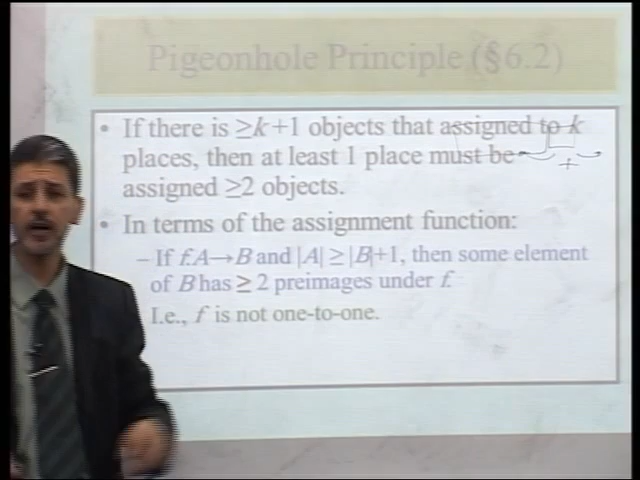 Pigeonhole Principle (§6.2)
• If there is ≥k+1 objects that assigned to k
places, then at least 1 place must be
assigned ≥2 objects.
• In terms of the assignment function:
– If f:A→B and |A| ≥ |B|+1, then some element
of B has ≥ 2 preimages under f.
I.e., f is not one-to-one.